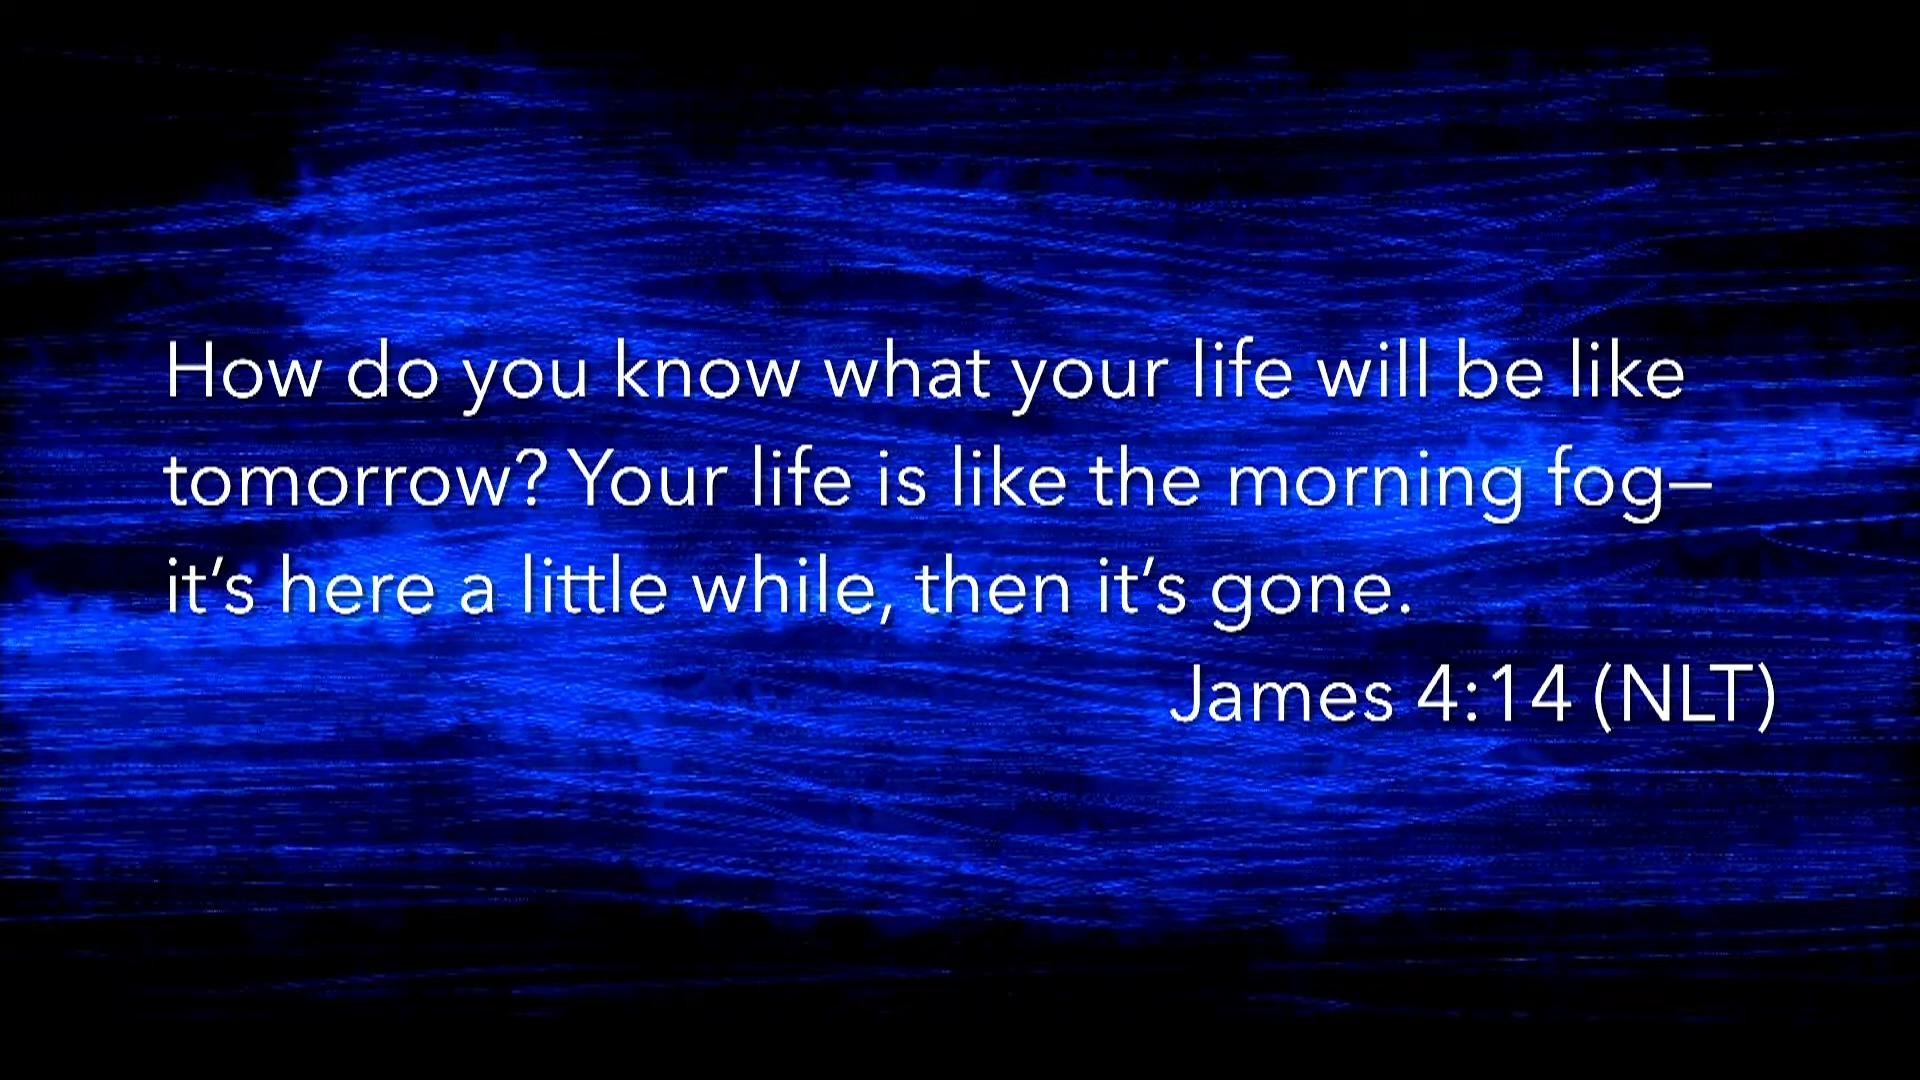 How do you know what your life will be like
tomorrow? Your life is like the morning fog—
it’s here a little while, then it’s gone.
James 4:14 (NLT)